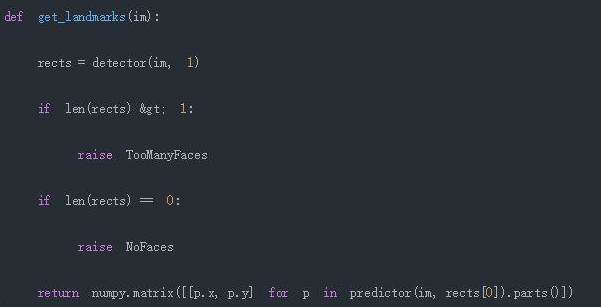 def get_landmarks(im):
rects = detector(im, 1)
if len(rects) &gt; 1:
raise TooManyFaces
if len(rects) == 0:
raise NoFaces
return numpy.matrix([[p.x, p.y] for p in predictor(im, rects[0]).parts()])